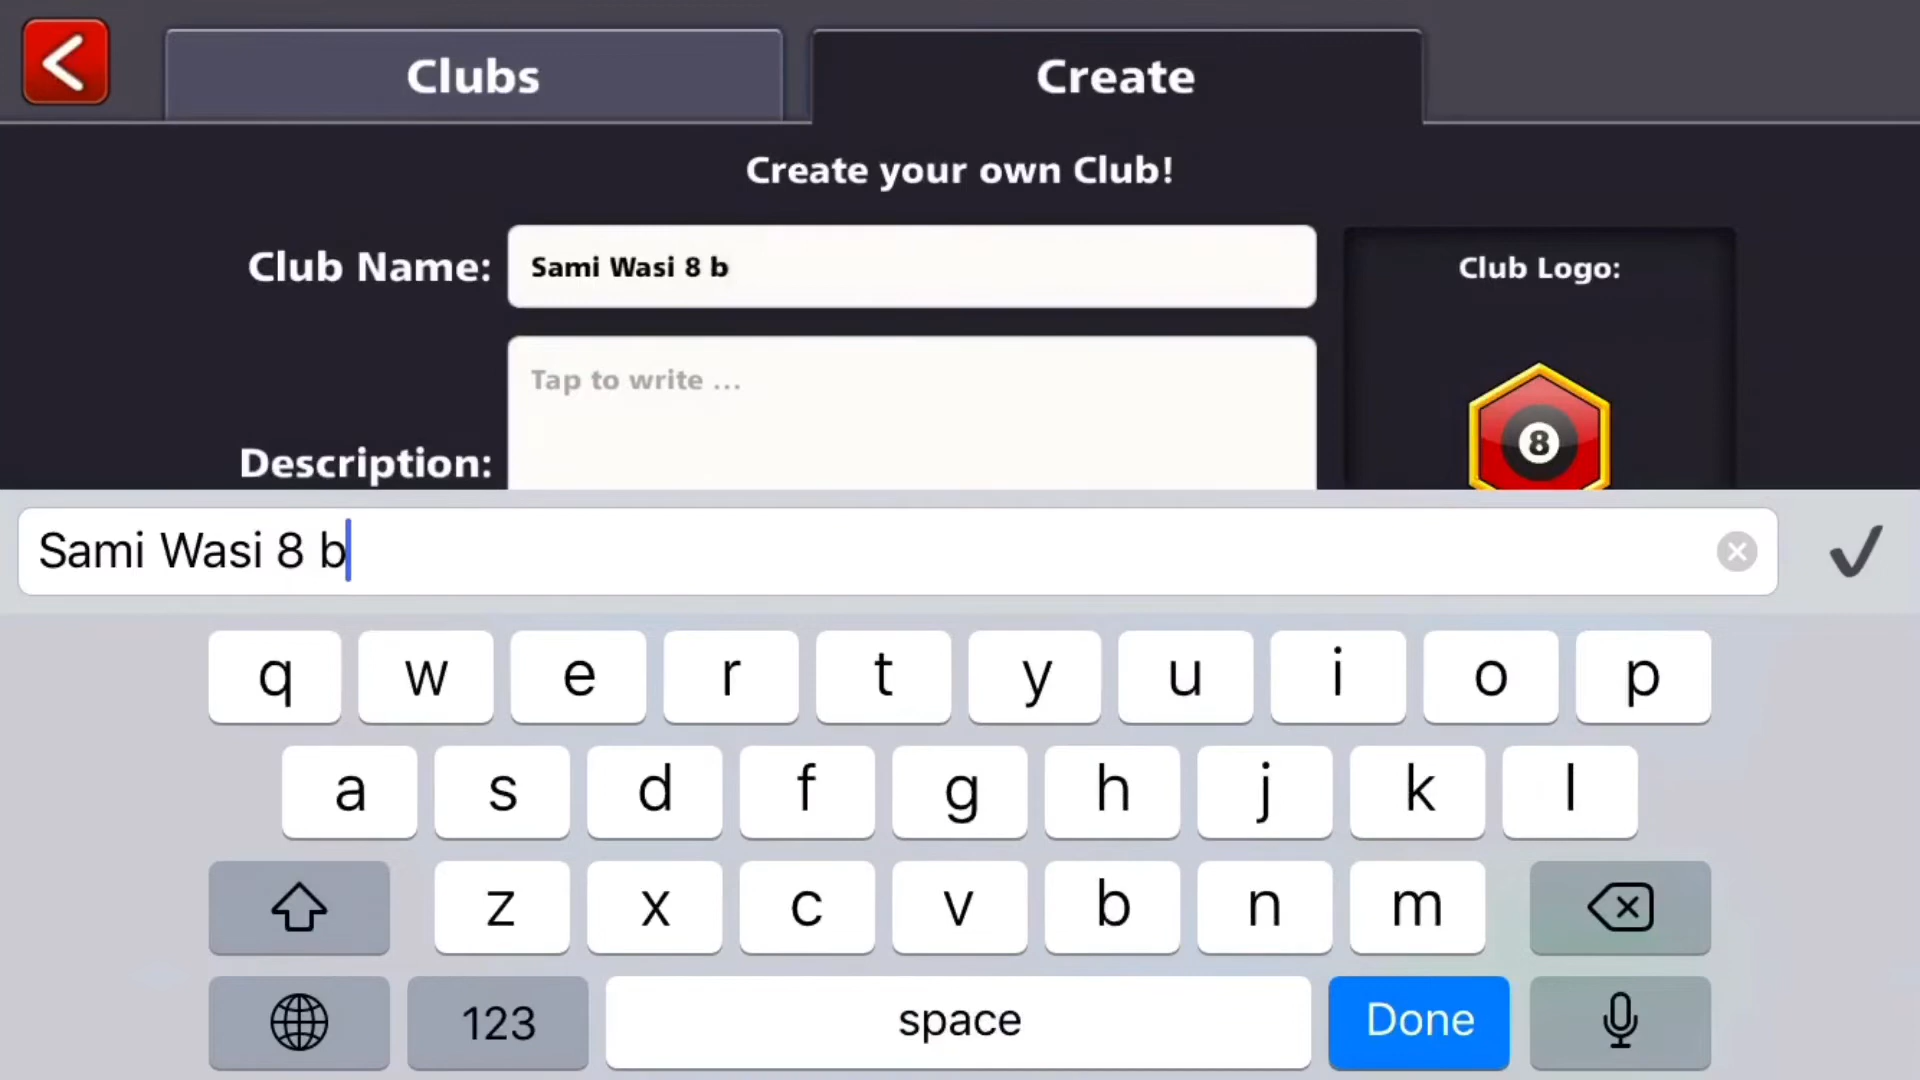 Clubs
Create
Create your own Club!
Club Name:
Sami Wasi 8 b
Club Logo:
Tap to write ...
8
Description:
Sami Wasi 8 b
q w e r t y u i o p
a s d f g h j k l
z x c v b n m
123
space
Done